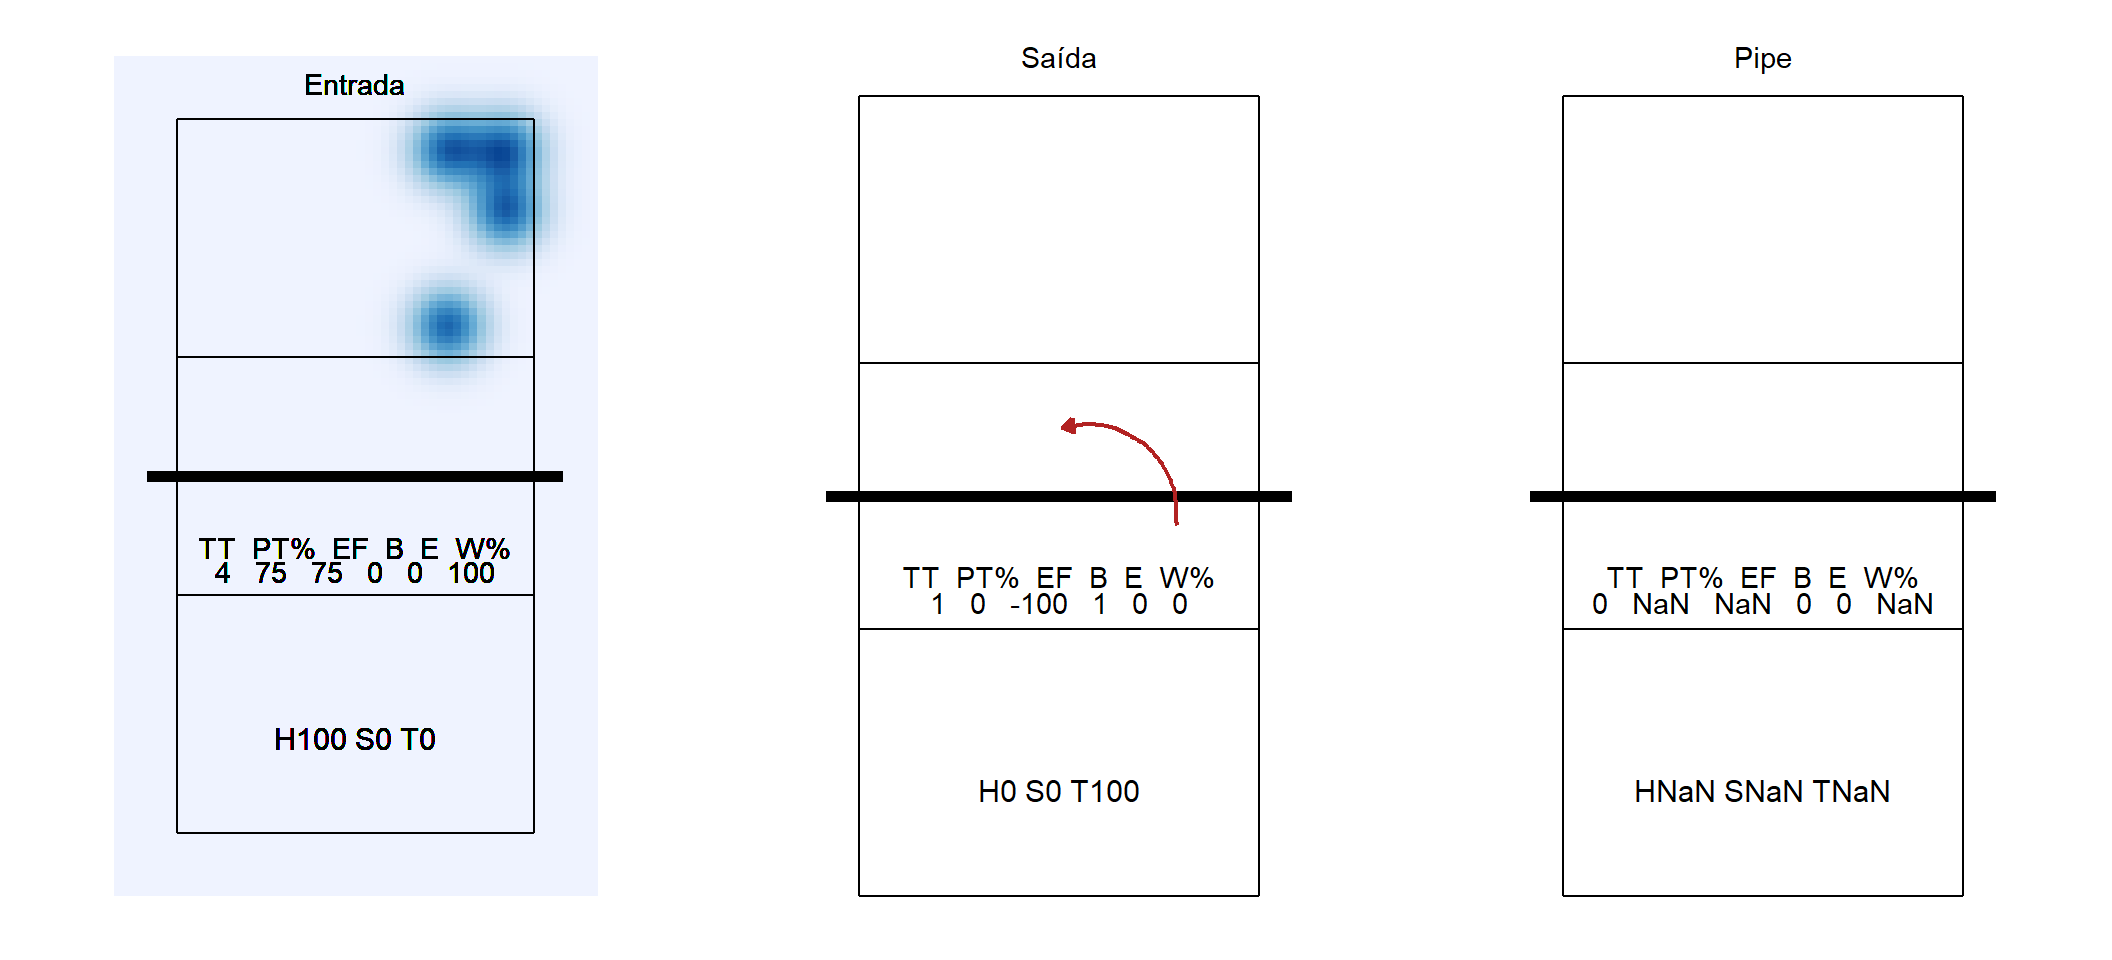 Entrada
TT PT% EF B E W%
4 75 75 0 0 100
H100 S0 T0
Saída
TT PT% EF B E W%
1 0 -100 1 0 0
H0 S0 T100
Pipe
TT PT% EF B E W%
0 NaN NaN 0 0 NaN
HNaN SNaN TNaN